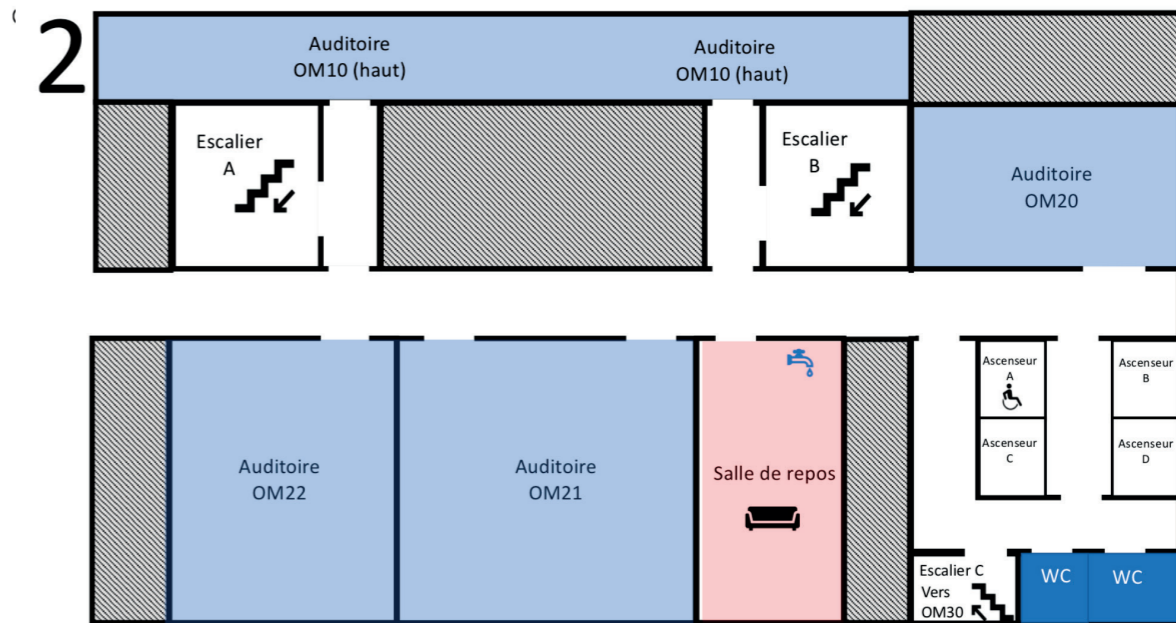 2
Auditoire
OM10 (haut)
Auditoire
OM10 (haut)
Escalier
A
Escalier
B
Auditoire
OM20
Ascenseur
A
Ascenseur
B
Ascenseur
C
Ascenseur
D
Auditoire
OM22
Auditoire
OM21
Salle de repos
Escalier C
Vers
OM30
WC
WC